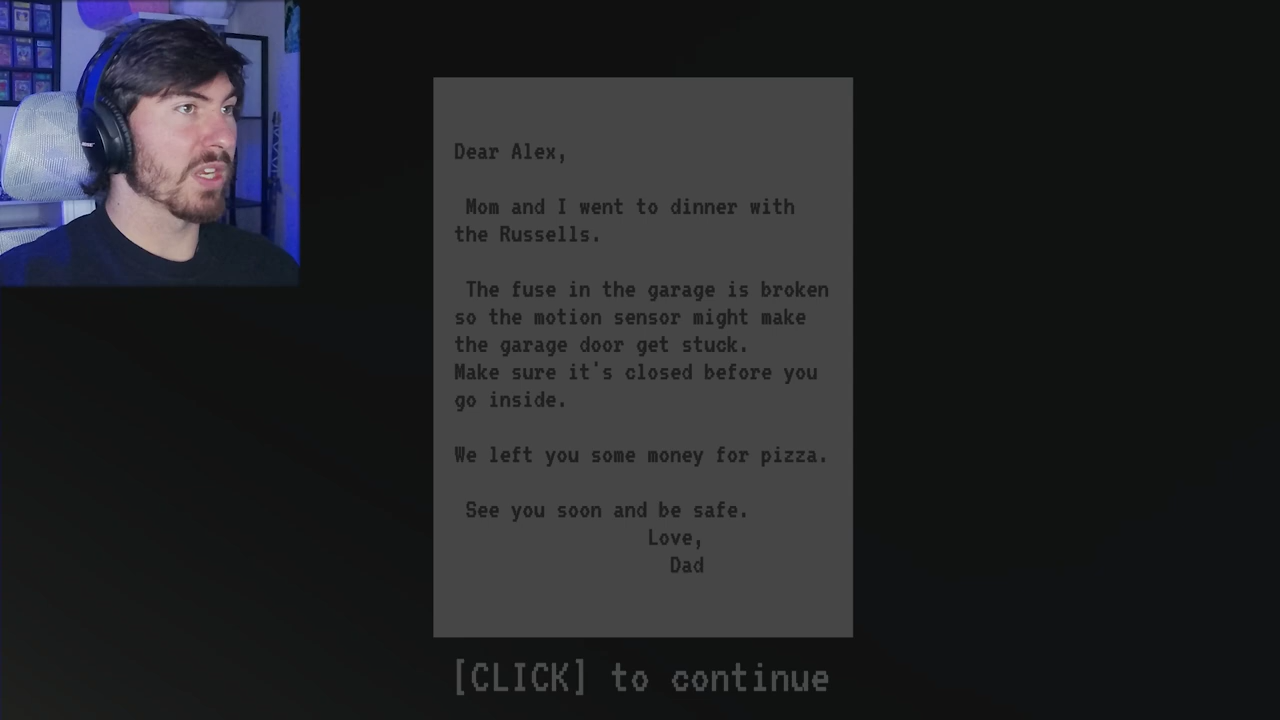 Dear Alex,
Mom and I went to dinner with
the Russells.
The fuse in the garage is broken
so the motion sensor might make
the garage door get stuck.
Make sure it's closed before you
go inside.
We left you some money for pizza.
See you soon and be safe.
Love,
Dad
[CLICK] to continue